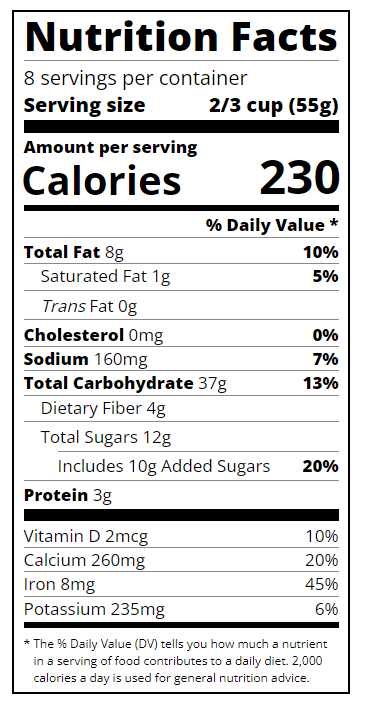 Nutrition Facts
8 servings per container
Serving size 2/3 cup (55g)
Amount per serving
Calories 230
% Daily Value *
Total Fat 8g 10%
Saturated Fat 1g 5%
Trans Fat 0g
Cholesterol 0mg 0%
Sodium 160mg 7%
Total Carbohydrate 37g 13%
Dietary Fiber 4g
Total Sugars 12g
Includes 10g Added Sugars 20%
Protein 3g
Vitamin D 2mcg 10%
Calcium 260mg 20%
Iron 8mg 45%
Potassium 235mg 6%
* The % Daily Value (DV) tells you how much a nutrient
in a serving of food contributes to a daily diet. 2,000
calories a day is used for general nutrition advice.